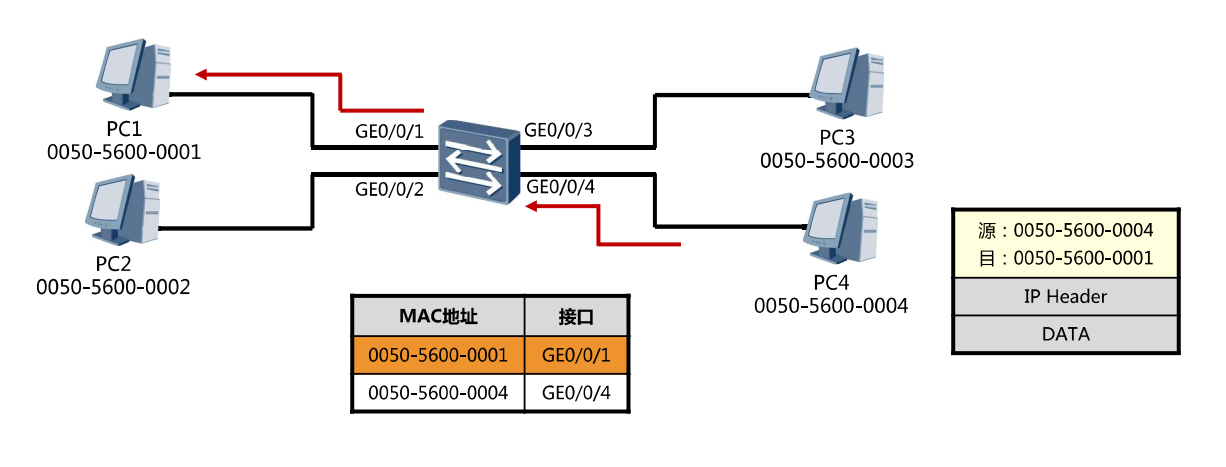 PC1
0050-5600-0001
GE0/0/1
GE0/0/3
PC3
0050-5600-0003
PC2
0050-5600-0002
GE0/0/2
GE0/0/4
PC4
0050-5600-0004
MAC地址 接口
0050-5600-0001 GE0/0/1
0050-5600-0004 GE0/0/4
源：0050-5600-0004
目：0050-5600-0001
IP Header
DATA